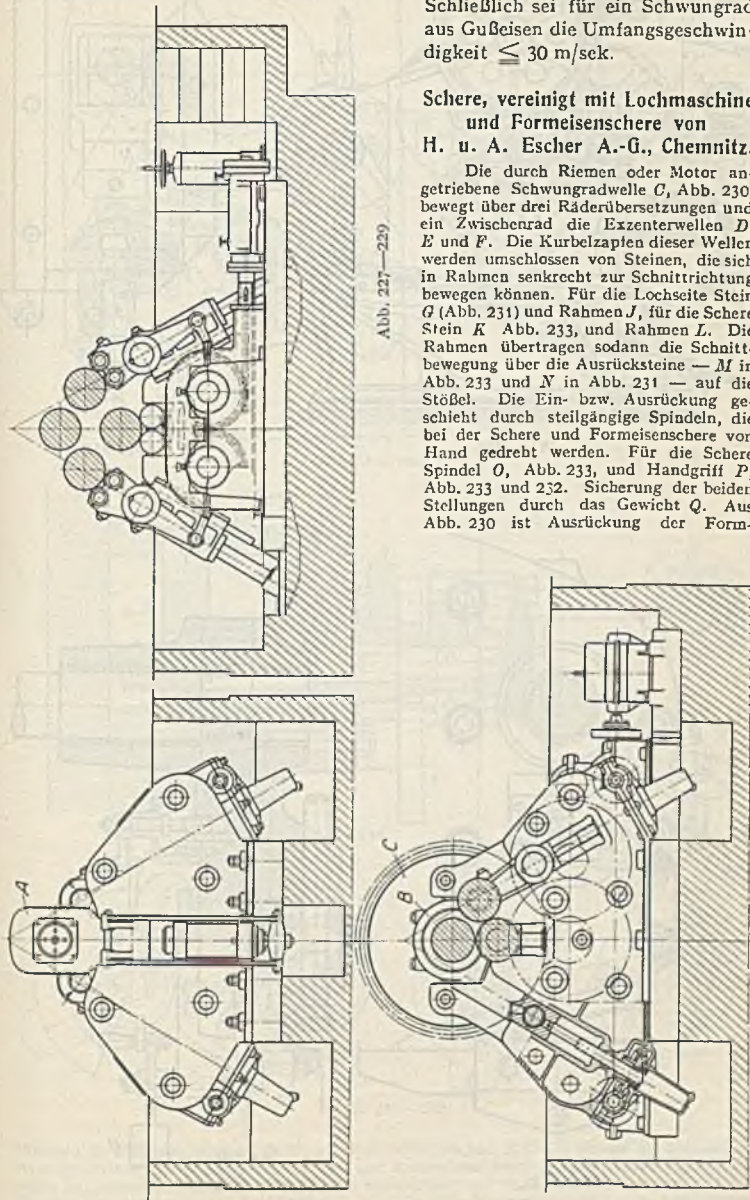 Schließlich sei für ein Schwungrad
aus Gußeisen die Umfangsgeschwin-
digkeit ≦ 30 m/sek.
Schere, vereinigt mit Lochmaschine
und Formeisenschere von
H. u. A. Escher A.-G., Chemnitz.
Die durch Riemen oder Motor an-
getriebene Schwungradwelle C, Abb. 230
bewegt über drei Räderübersetzungen und
ein Zwischenrad die Exzenterwellen D
E und F. Die Kurbelzapfen dieser Wellen
werden umschlossen von Steinen, die sich
in Rahmen senkrecht zur Schnittrichtung
bewegen können. Für die Lochseite Stein
G (Abb. 231) und Rahmen J, für die Schere
Stein K Abb. 233, und Rahmen L. Die
Rahmen übertragen sodann die Schnitt-
bewegung über die Ausrücksteine — M in
Abb. 233 und N in Abb. 231 — auf die
Stößel. Die Ein- bzw. Ausrückung ge-
schieht durch steilgängige Spindeln, die
bei der Schere und Formeisenschere von
Hand gedreht werden. Für die Schere
Spindel O, Abb. 233, und Handgriff P,
Abb. 233 und 232. Sicherung der beiden
Stellungen durch das Gewicht Q. Aus
Abb. 230 ist Ausrückung der Form-
Abb. 227—229.
A
B
C